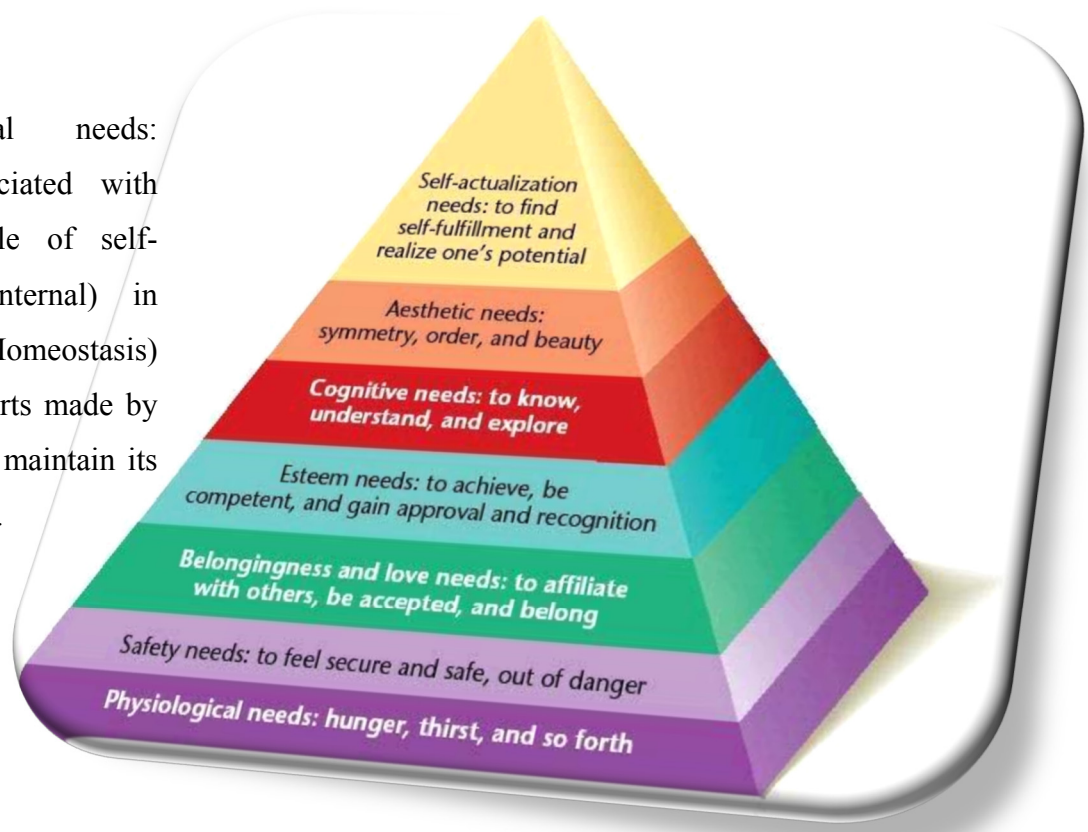 al needs:
ciated with
le of self-
nternal) in
Homeostasis)
rts made by
maintain its
.
Self-actualization
needs: to find
self-fulfillment and
realize one's potential
Aesthetic needs:
symmetry, order, and beauty
Cognitive needs: to know,
understand, and explore
Esteem needs: to achieve, be
competent, and gain approval and recognition
Belongingness and love needs: to affiliate
with others, be accepted, and belong
Safety needs: to feel secure and safe, out of danger
Physiological needs: hunger, thirst, and so forth